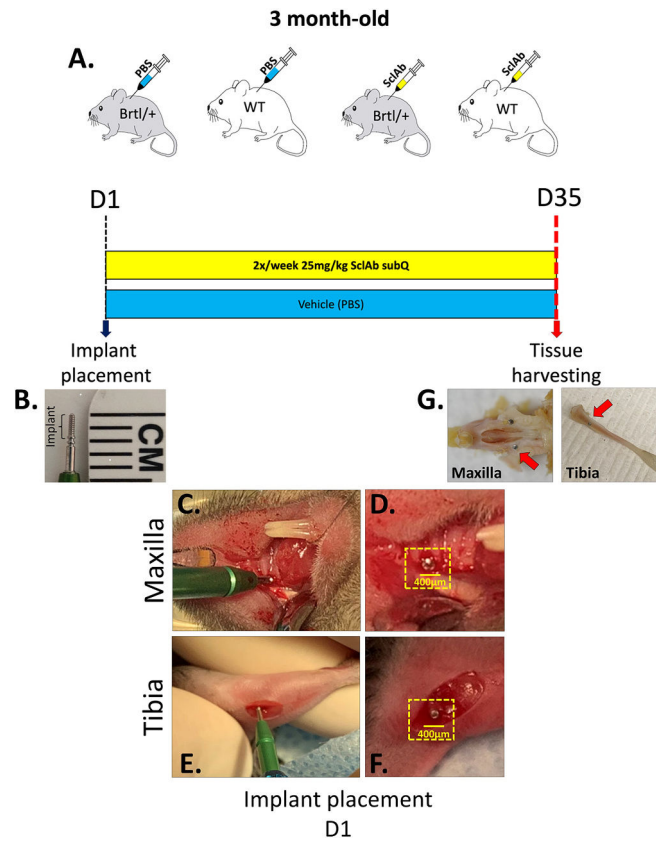 3 month-old
A.
PBS
PBS
SclAb
SclAb
Brtl/+
WT
Brtl/+
WT
D1
D35
2x/week 25mg/kg SclAb subQ
Vehicle (PBS)
Implant
placement
Tissue
harvesting
B.
Implant
CM
G.
Maxilla
Tibia
Maxilla
C.
D.
400μm
Tibia
E.
F.
400μm
Implant placement
D1